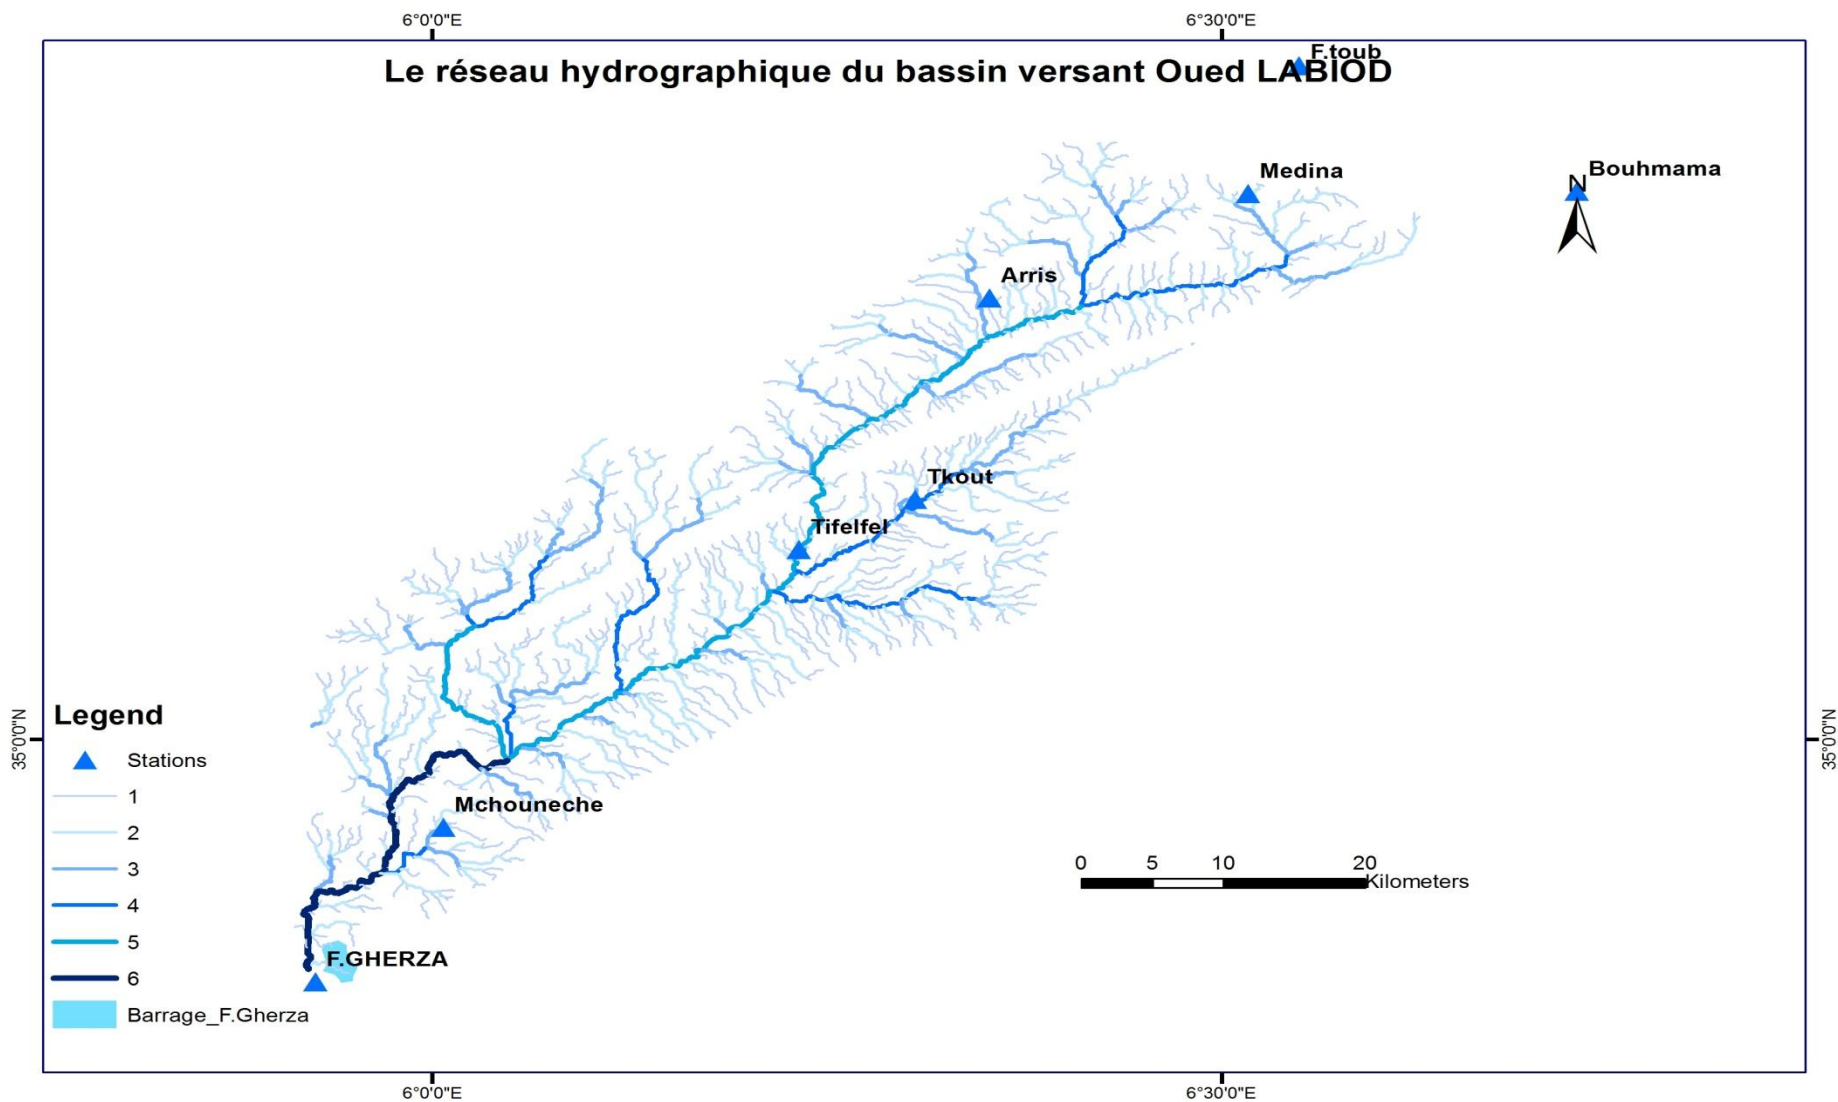 6°0'0"E
6°30'0"E
F.toub
Le réseau hydrographique du bassin versant Oued LABIOD
Medina
Bouhmama
N
Arris
Tkout
Tifelfel
35°0'0"N
35°0'0"N
Legend
Stations
1
2
3
4
5
6
Barrage_F.Gherza
Mchouneche
F.GHERZA
0 5 10 20
Kilometers
6°0'0"E
6°30'0"E